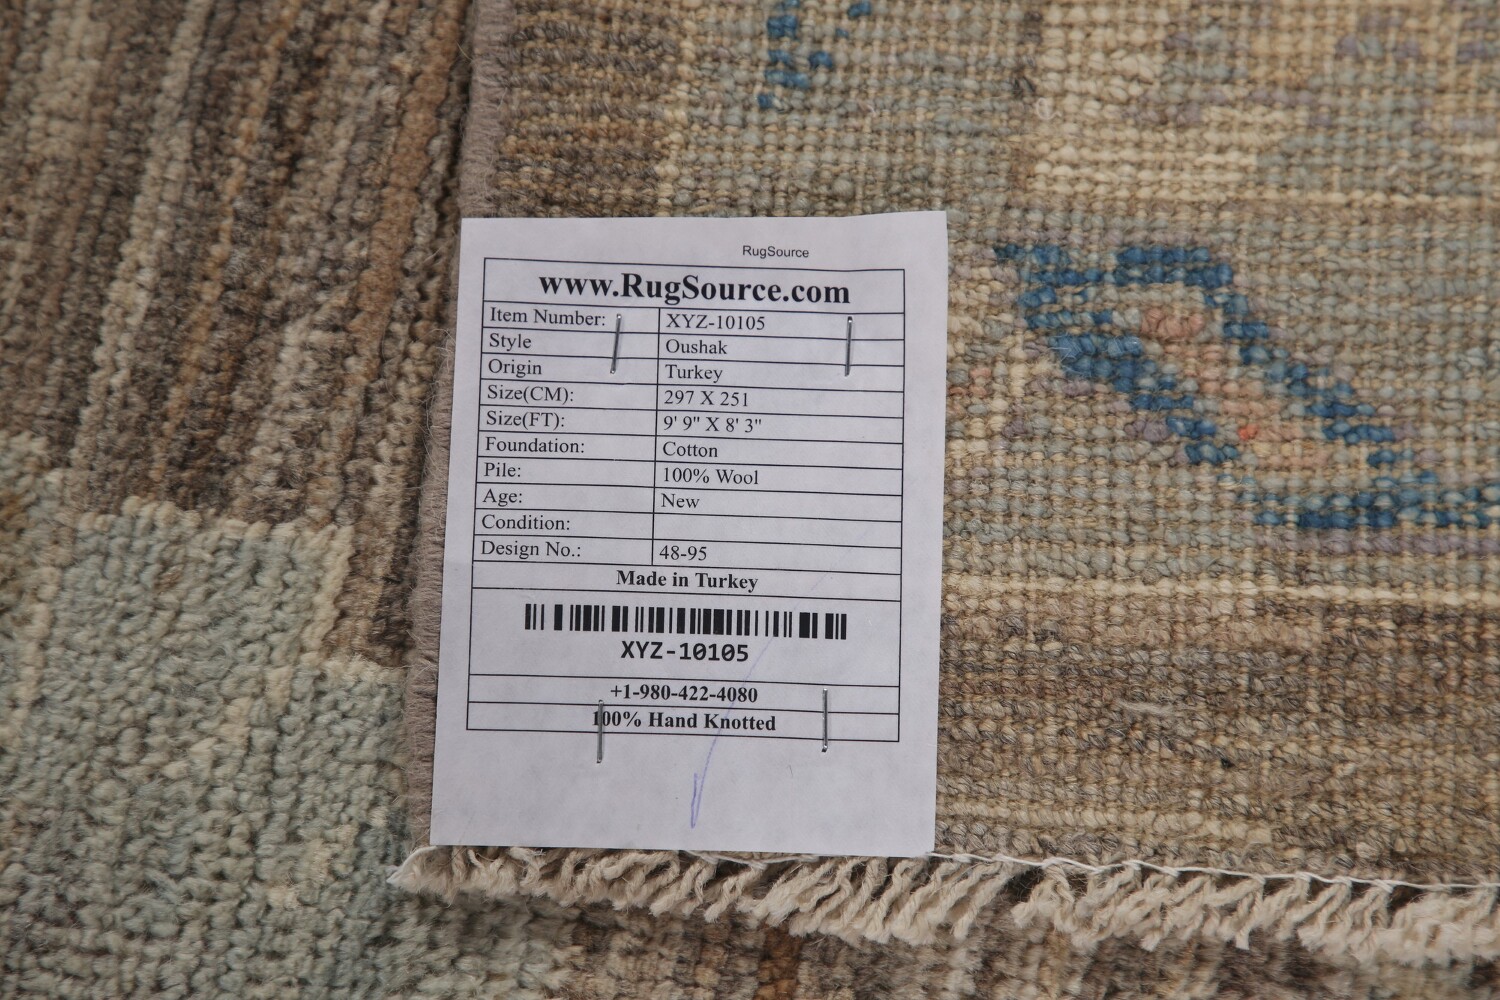 RugSource
www.RugSource.com
Item Number: XYZ-10105
Style Oushak
Origin Turkey
Size(CM): 297 X 251
Size(FT): 9' 9" X 8' 3"
Foundation: Cotton
Pile: 100% Wool
Age: New
Condition:
Design No.: 48-95
Made in Turkey
XYZ-10105
+1-980-422-4080
100% Hand Knotted